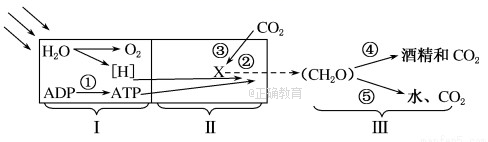 CO₂
H₂O O₂ ③ ④ 酒精和 CO₂
[H] X ② (CH₂O)
ADP ① ATP @正确教育 ⑤ 水、CO₂
Ⅰ Ⅱ Ⅲ